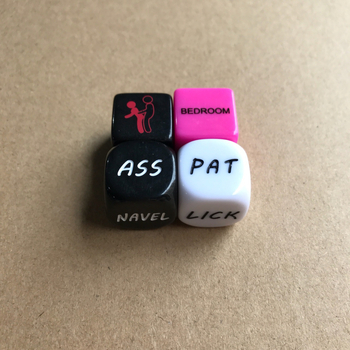 BEDROOM
ASS PAT
NAVEL LICK